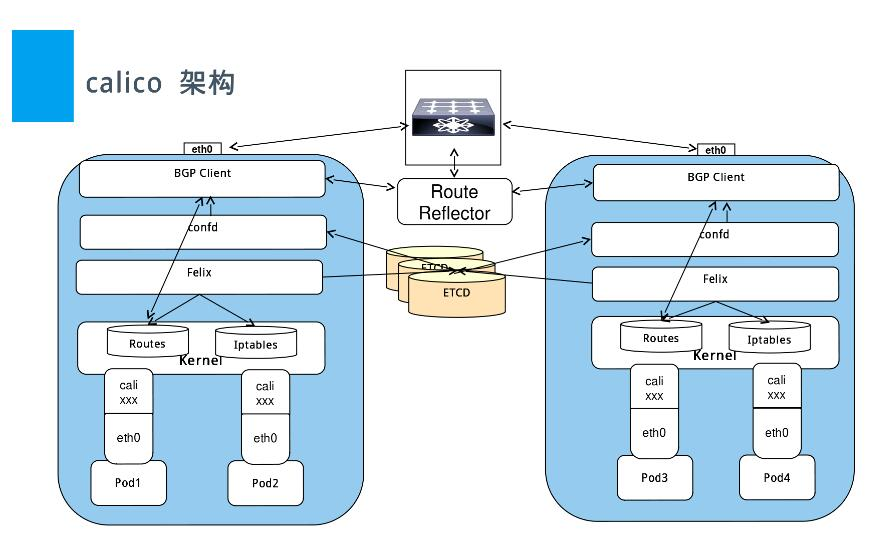 calico 架构
eth0
eth0
BGP Client
Route
Reflector
BGP Client
confd
confd
Felix
ETCD
ETCD
Felix
Routes
Iptables
Kernel
Routes
Iptables
Kernel
cali
xxx
cali
xxx
cali
xxx
cali
xxx
eth0
eth0
eth0
eth0
Pod1
Pod2
Pod3
Pod4